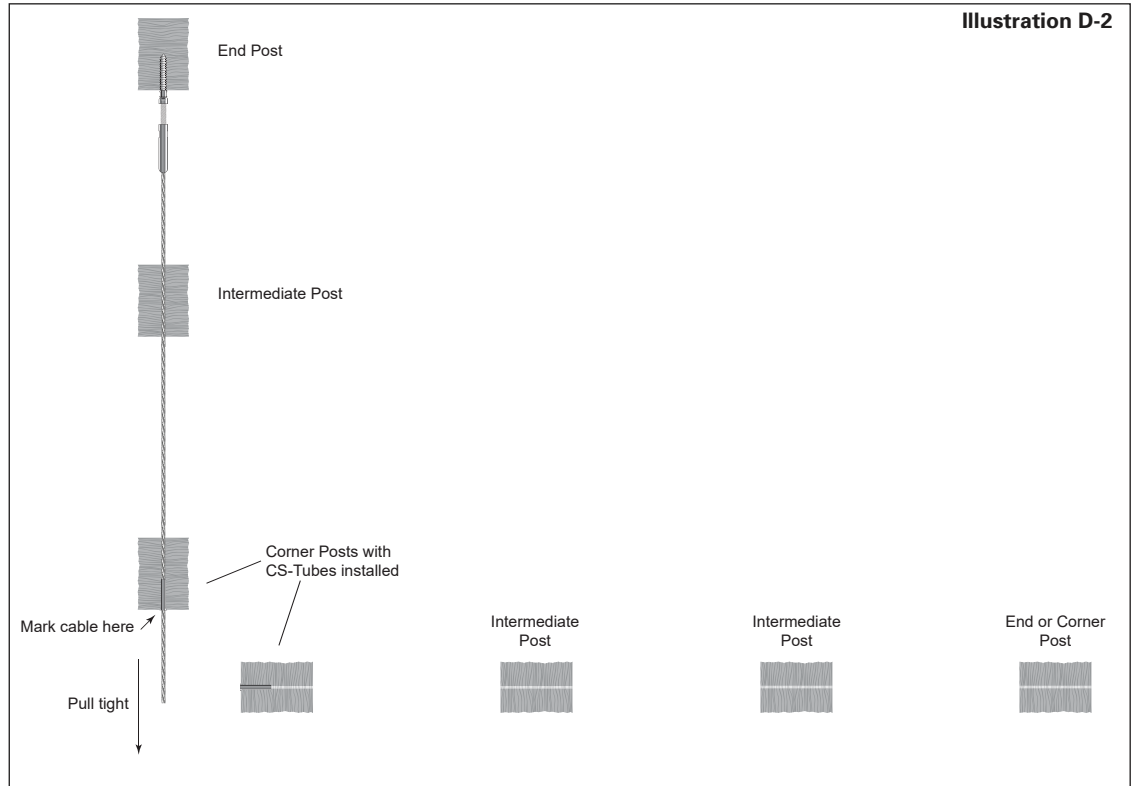 Illustration D-2
End Post
Intermediate Post
Corner Posts with
CS-Tubes installed
Mark cable here
Pull tight
Intermediate
Post
Intermediate
Post
End or Corner
Post